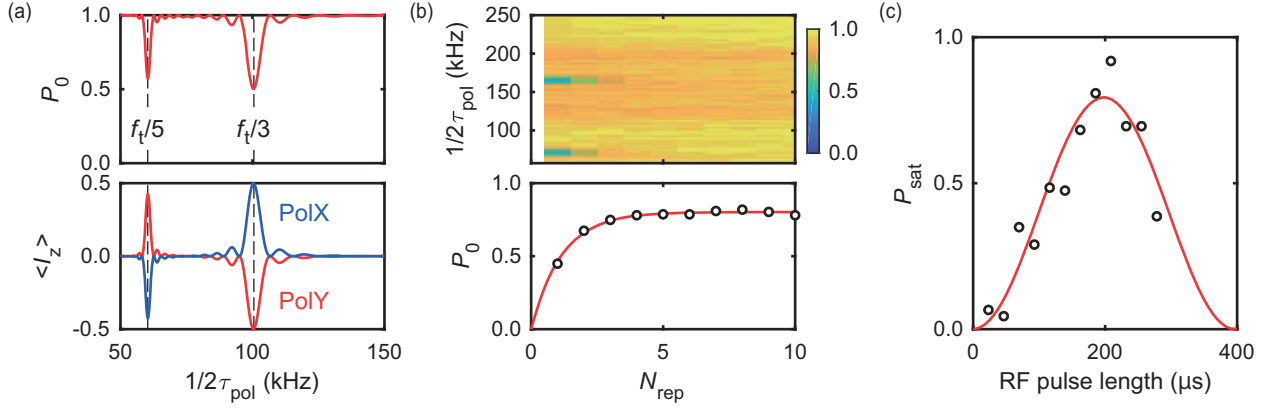 (a)
1.0
P0
0.5
0.0
ft/5
ft/3
0.5
<Iz>
0.0
-0.5
PolX
PolY
50
100
150
1/2τpol (kHz)
(b)
1/2τpol (kHz)
250
200
150
100
1.0
0.5
0.0
1.0
P0
0.5
0.0
0
5
10
Nrep
(c)
1.0
Psat
0.5
0
0
200
400
RF pulse length (μs)